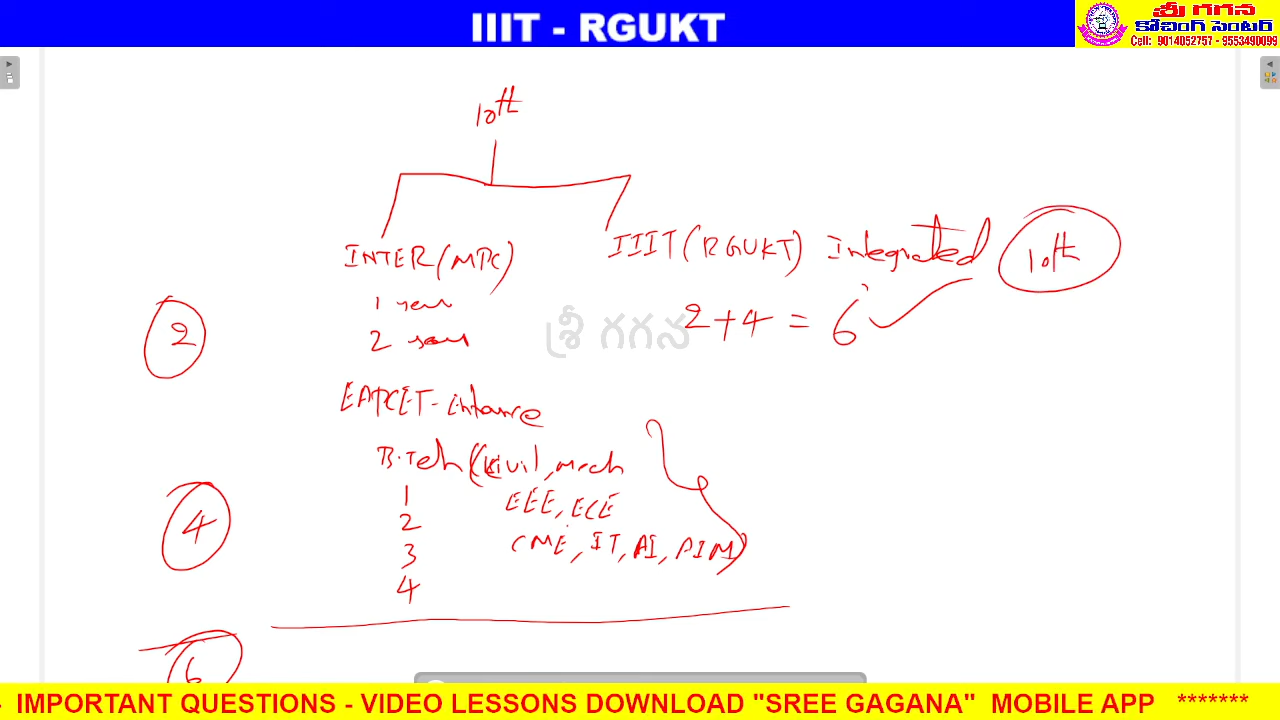 IIIT - RGUKT
శ్రీ గగన
కోచింగ్ సెంటర్
Cell: 9014052757 - 9553490099
10th
INTER (MPC)
IIIT (RGUKT) Integrated
10th
1 year
2 + 4 = 6
2
2 year
శ్రీ గగన
EAPCET - Entrance
B.Tech (Civil, Mech
1
EEE, ECE
4
2
CME, IT, AI, AIM)
3
4
6
IMPORTANT QUESTIONS - VIDEO LESSONS DOWNLOAD "SREE GAGANA" MOBILE APP *******